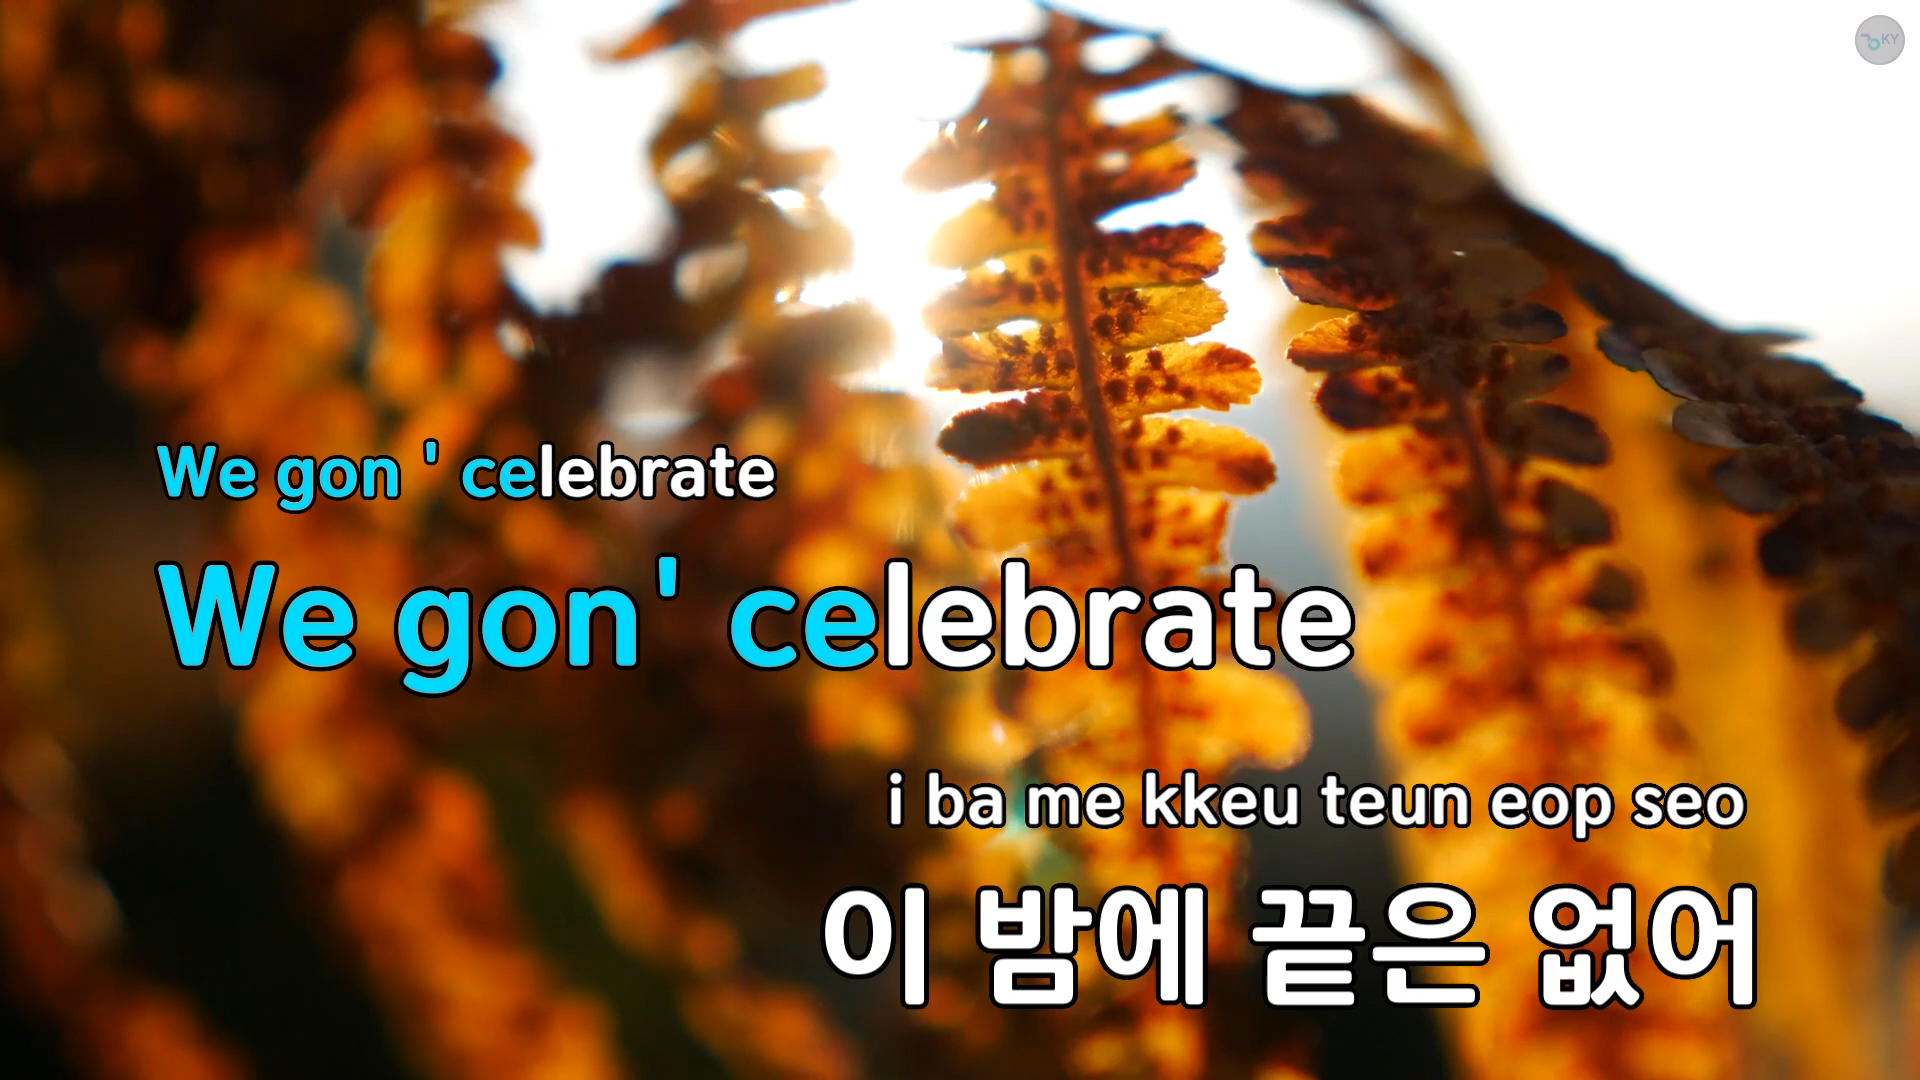 KY
We gon ' celebrate
We gon' celebrate
i ba me kkeu teun eop seo
이 밤에 끝은 없어